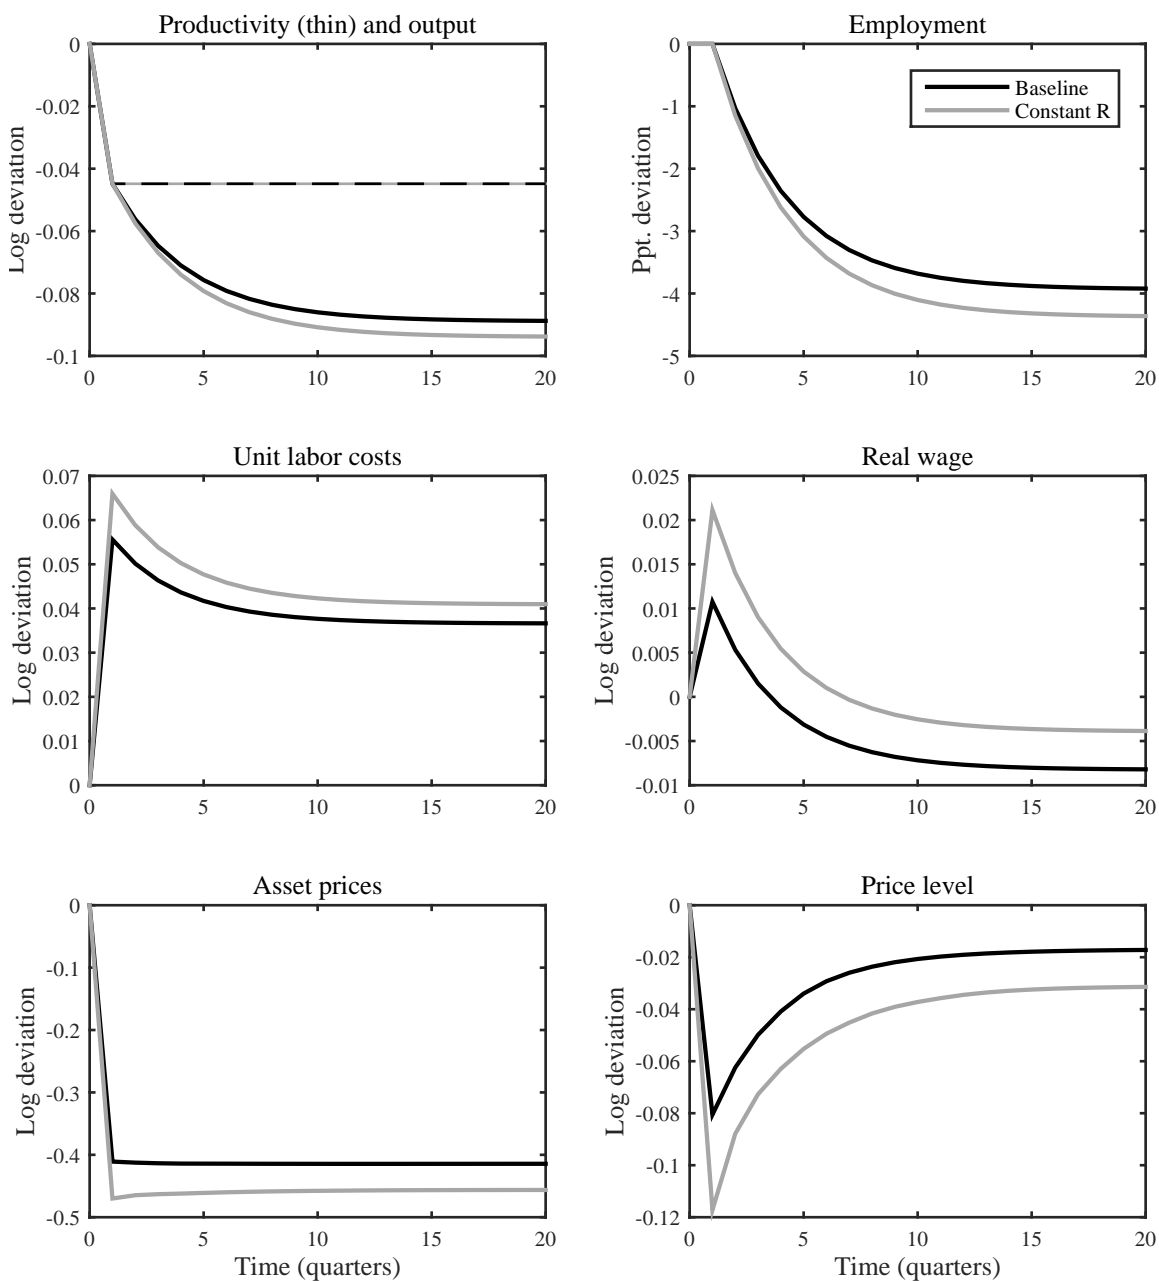 Productivity (thin) and output
Log deviation
0
-0.02
-0.04
-0.06
-0.08
-0.1
0 5 10 15 20
Employment
Ppt. deviation
0
-1
-2
-3
-4
-5
0 5 10 15 20
Baseline
Constant R
Unit labor costs
Log deviation
0.07
0.06
0.05
0.04
0.03
0.02
0.01
0
0 5 10 15 20
Real wage
Log deviation
0.025
0.02
0.015
0.01
0.005
0
-0.005
-0.01
0 5 10 15 20
Asset prices
Log deviation
0
-0.1
-0.2
-0.3
-0.4
-0.5
0 5 10 15 20
Time (quarters)
Price level
Log deviation
0
-0.02
-0.04
-0.06
-0.08
-0.1
-0.12
0 5 10 15 20
Time (quarters)